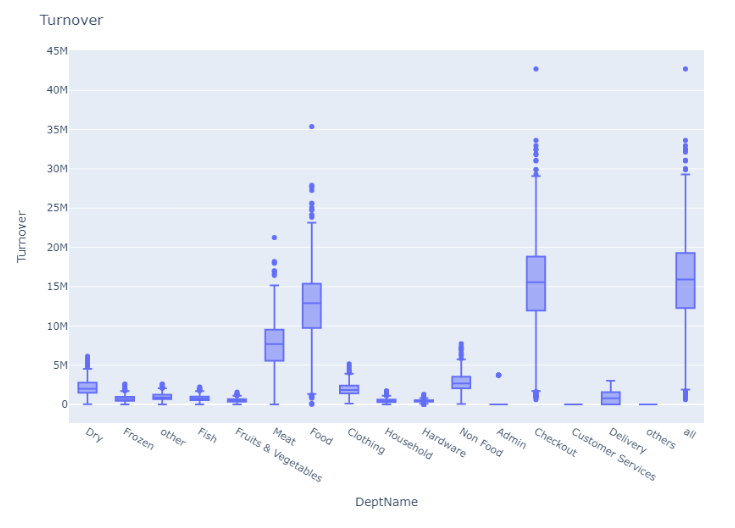 Turnover
45M
40M
35M
30M
25M
20M
15M
10M
5M
0
Turnover
Dry
Frozen
other
Fish
Fruits & Vegetables
Meat
Food
Clothing
Household
Hardware
Non Food
Admin
Checkout
Customer Services
Delivery
others
all
DeptName